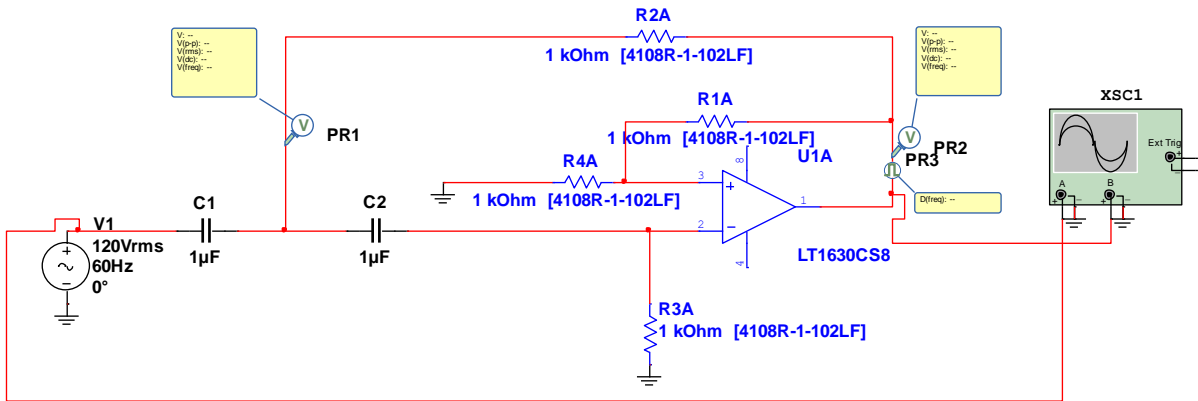 R2A
1 kOhm [4108R-1-102LF]
V: --
V(p-p): --
V(rms): --
V(dc): --
V(freq): --
V
PR1
V: --
V(p-p): --
V(rms): --
V(dc): --
V(freq): --
V
PR2
PR3
D(freq): --
R1A
1 kOhm [4108R-1-102LF]
XSC1
Ext Trig
+
−
A
B
+
−
+
−
R4A
1 kOhm [4108R-1-102LF]
U1A
8
3
+
1
2
−
4
LT1630CS8
C1
1µF
C2
1µF
V1
120Vrms
60Hz
0°
+
−
R3A
1 kOhm [4108R-1-102LF]